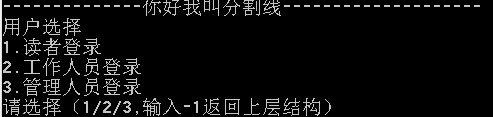 --------------你好我叫分割线--------------------
用户选择
1.读者登录
2.工作人员登录
3.管理人员登录
请选择（1/2/3,输入-1返回上层结构）